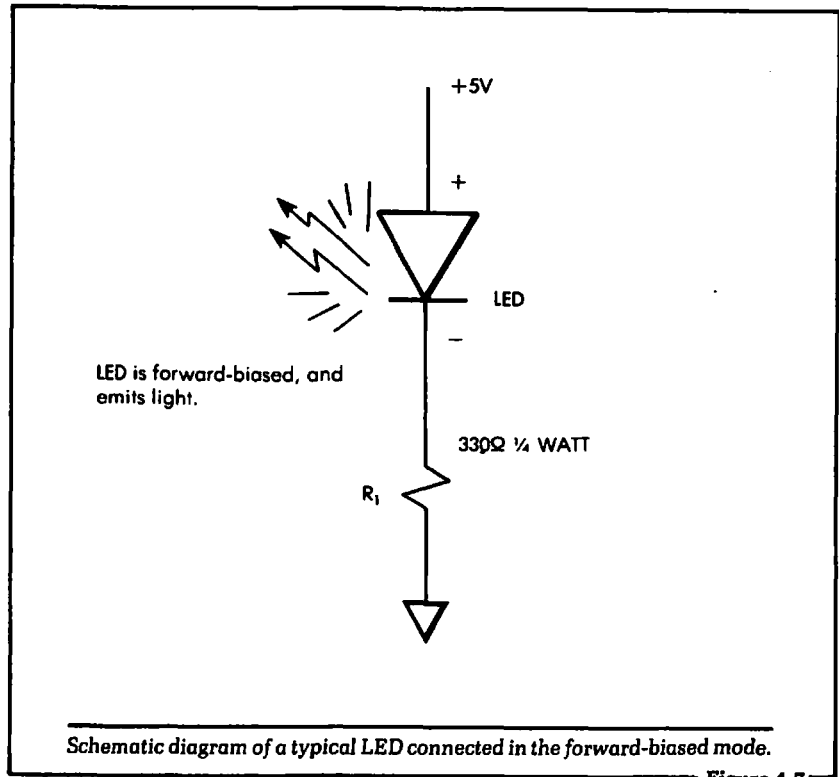 +5V
+
LED
−
LED is forward-biased, and
emits light.
330Ω ¼ WATT
R₁
Schematic diagram of a typical LED connected in the forward-biased mode.